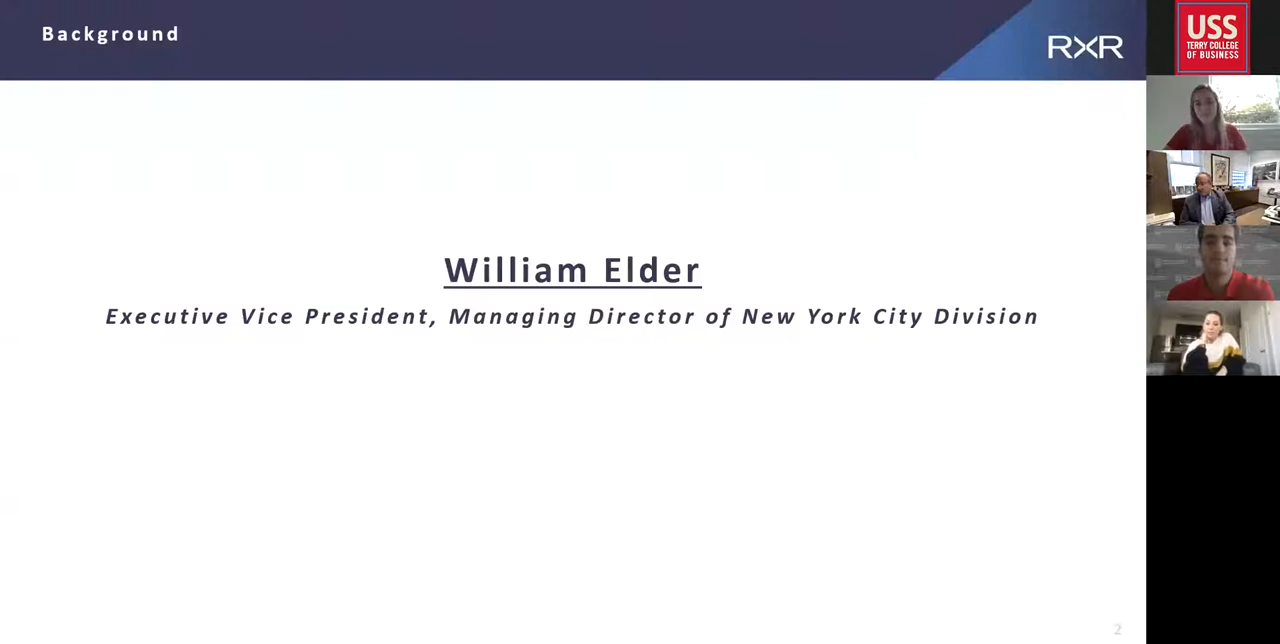 Background
RXR
USS
TERRY COLLEGE
OF BUSINESS
William Elder
Executive Vice President, Managing Director of New York City Division
2